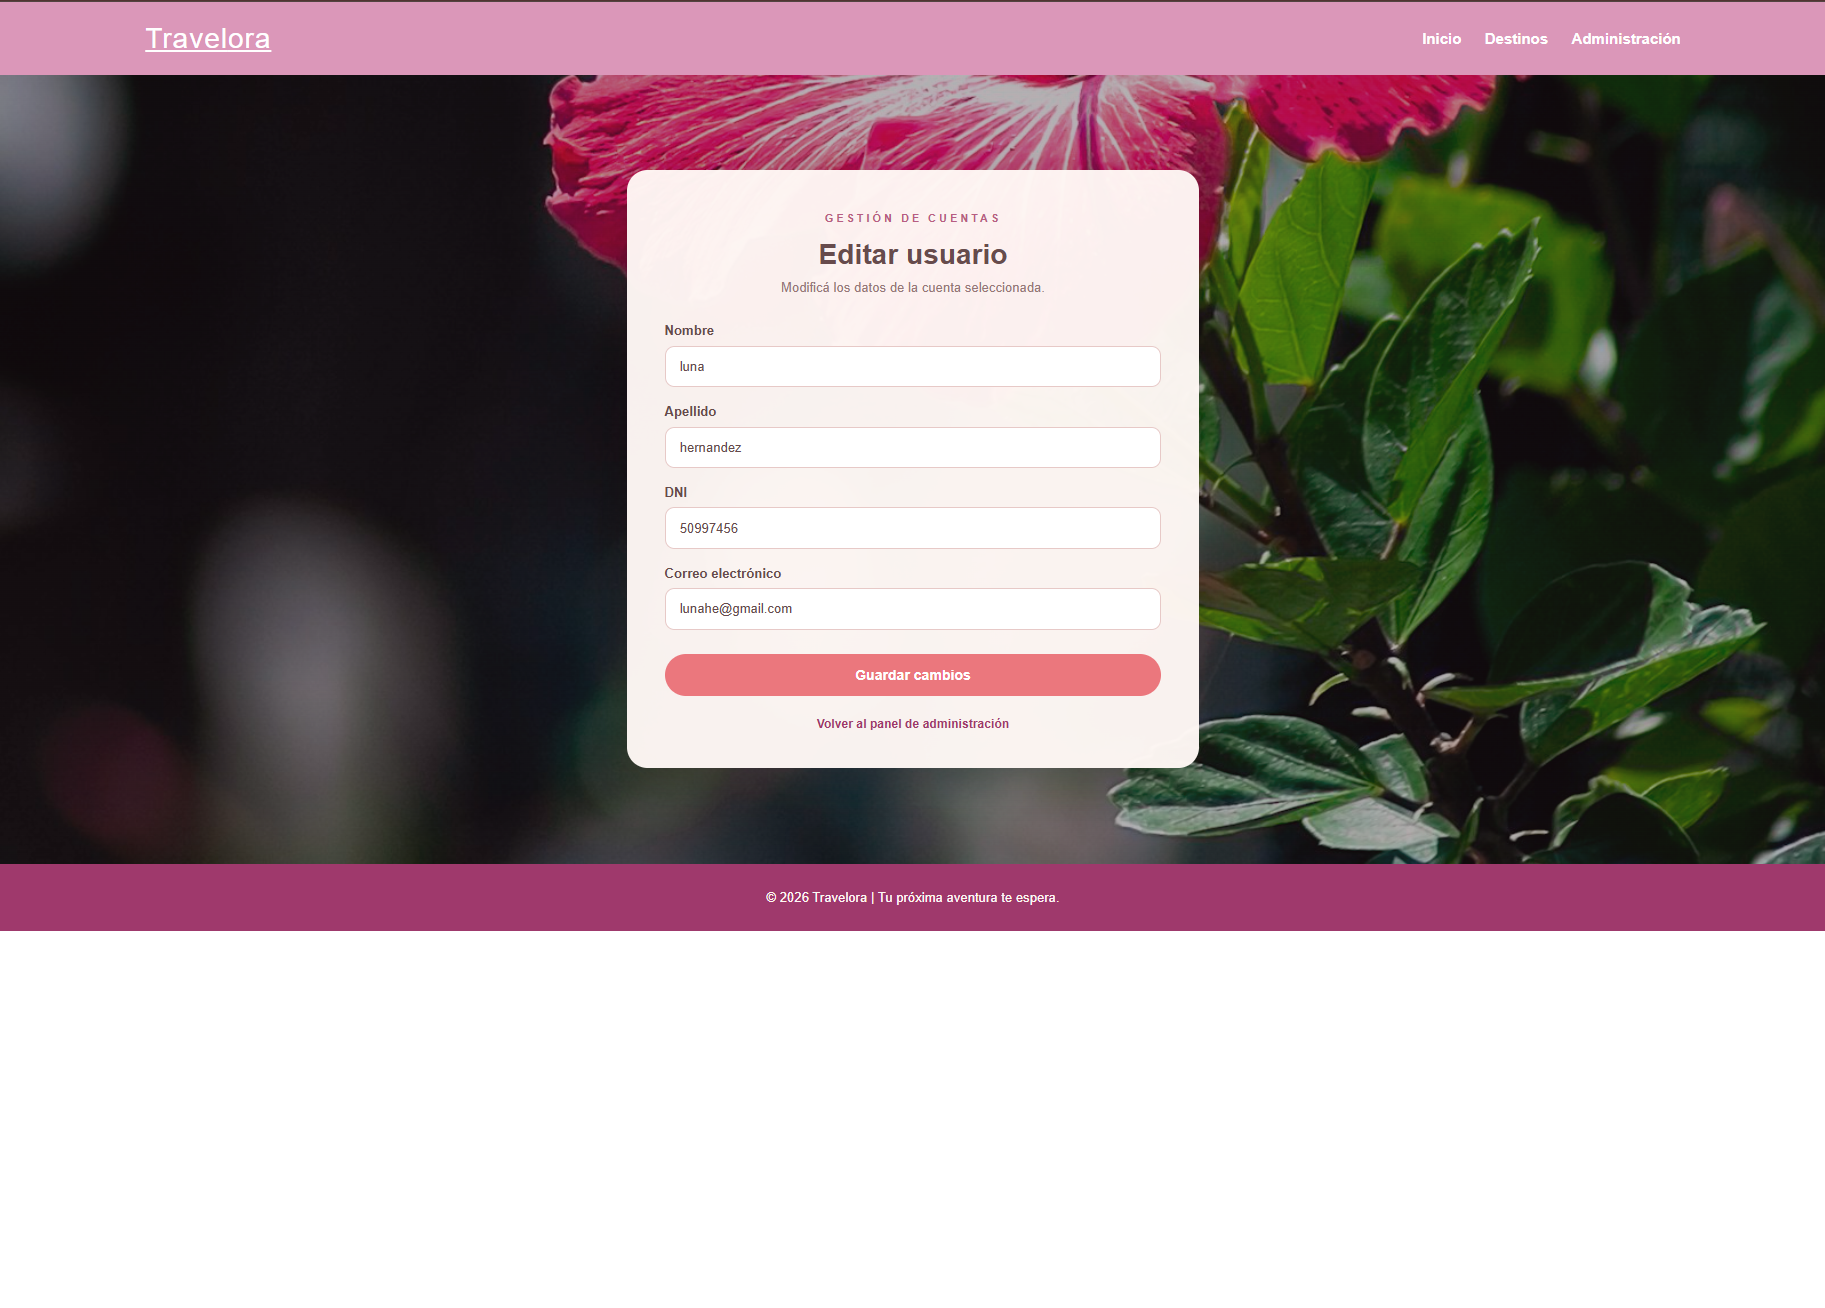 Travelora
Inicio Destinos Administración
GESTIÓN DE CUENTAS
Editar usuario
Modificá los datos de la cuenta seleccionada.
Nombre
luna
Apellido
hernandez
DNI
50997456
Correo electrónico
lunahe@gmail.com
Guardar cambios
Volver al panel de administración
© 2026 Travelora | Tu próxima aventura te espera.